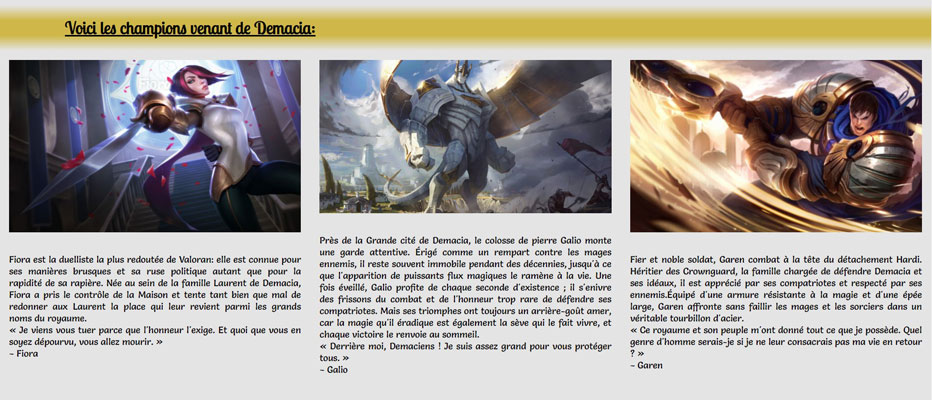 Voici les champions venant de Demacia:
Fiora est la duelliste la plus redoutée de Valoran: elle est connue pour
ses manières brusques et sa ruse politique autant que pour la
rapidité de sa rapière. Née au sein de la famille Laurent de Demacia,
Fiora a pris le contrôle de la Maison et tente tant bien que mal de
redonner aux Laurent la place qui leur revient parmi les grands
noms du royaume.
« Je viens vous tuer parce que l'honneur l'exige. Et quoi que vous en
soyez dépourvu, vous allez mourir. »
~ Fiora
Près de la Grande cité de Demacia, le colosse de pierre Galio monte
une garde attentive. Érigé comme un rempart contre les mages
ennemis, il reste souvent immobile pendant des décennies, jusqu'à ce
que l'apparition de puissants flux magiques le ramène à la vie. Une
fois éveillé, Galio profite de chaque seconde d'existence ; il s'enivre
des frissons du combat et de l'honneur trop rare de défendre ses
compatriotes. Mais ses triomphes ont toujours un arrière-goût amer,
car la magie qu'il éradique est également la sève qui le fait vivre, et
chaque victoire le renvoie au sommeil.
« Derrière moi, Demaciens ! Je suis assez grand pour vous protéger
tous. »
~ Galio
Fier et noble soldat, Garen combat à la tête du détachement Hardi.
Héritier des Crownguard, la famille chargée de défendre Demacia et
ses idéaux, il est apprécié par ses compatriotes et respecté par ses
ennemis.Équipé d'une armure résistante à la magie et d'une épée
large, Garen affronte sans faillir les mages et les sorciers dans un
véritable tourbillon d'acier.
« Ce royaume et son peuple m'ont donné tout ce que je possède. Quel
genre d'homme serais-je si je ne leur consacrais pas ma vie en retour
? »
~ Garen